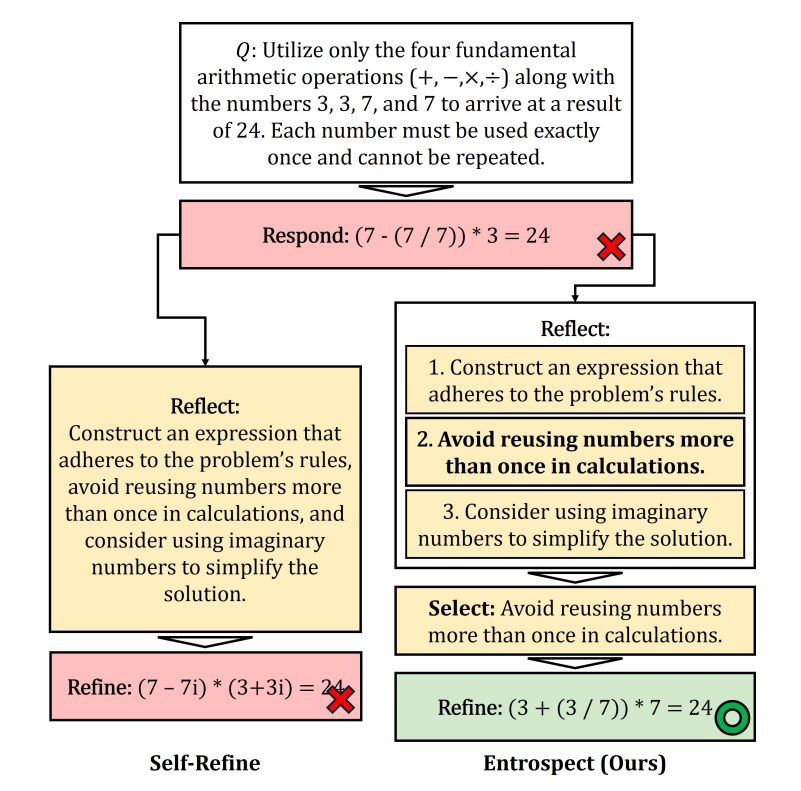 Q: Utilize only the four fundamental
arithmetic operations (+, −,×,÷) along with
the numbers 3, 3, 7, and 7 to arrive at a result
of 24. Each number must be used exactly
once and cannot be repeated.
Respond: (7 - (7 / 7)) * 3 = 24
Reflect:
Construct an expression that
adheres to the problem’s rules,
avoid reusing numbers more
than once in calculations, and
consider using imaginary
numbers to simplify the
solution.
Refine: (7 – 7i) * (3+3i) = 24
Self-Refine
Reflect:
1. Construct an expression that
adheres to the problem’s rules.
2. Avoid reusing numbers more
than once in calculations.
3. Consider using imaginary
numbers to simplify the solution.
Select: Avoid reusing numbers
more than once in calculations.
Refine: (3 + (3 / 7)) * 7 = 24
Entrospect (Ours)